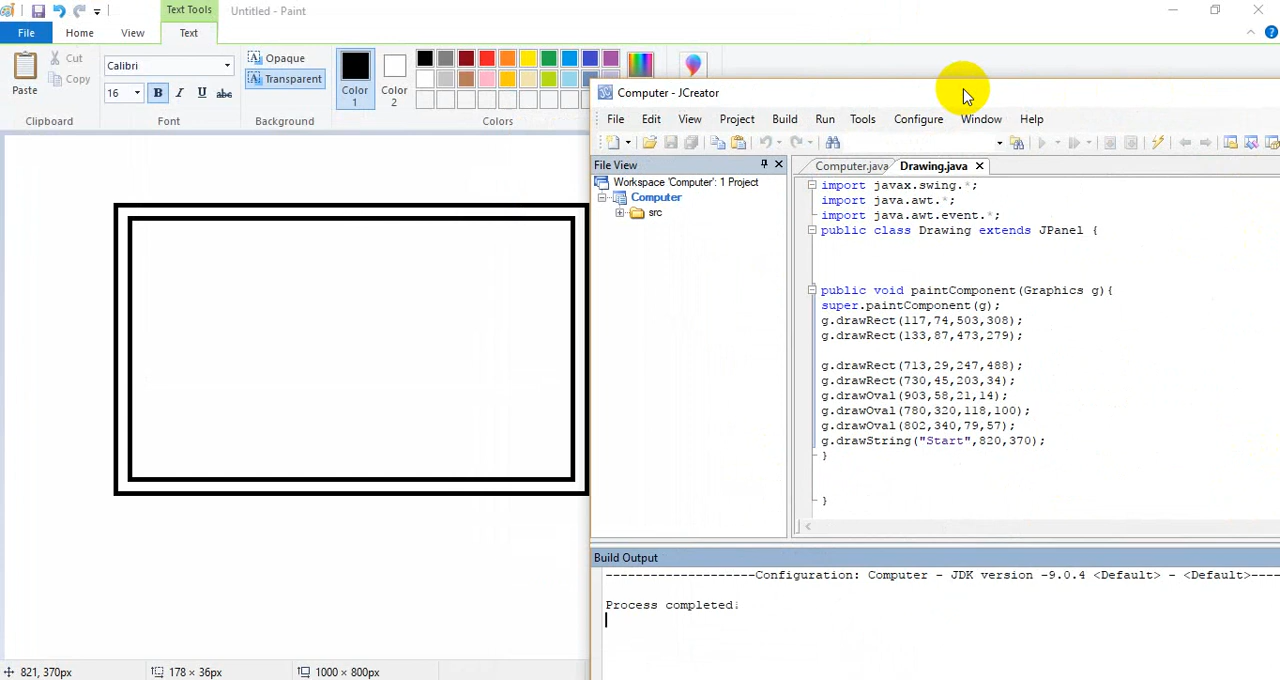 Text Tools
Untitled - Paint
File
Home
View
Text
Paste
Cut
Copy
Clipboard
Calibri
16
B I U abc
Font
Opaque
Transparent
Background
Color 1
Color 2
Colors
Computer - JCreator
File Edit View Project Build Run Tools Configure Window Help
File View
Workspace 'Computer': 1 Project
Computer
src
Computer.java
Drawing.java
import javax.swing.*;
import java.awt.*;
import java.awt.event.*;
public class Drawing extends JPanel {
public void paintComponent(Graphics g){
super.paintComponent(g);
g.drawRect(117,74,503,308);
g.drawRect(133,87,473,279);
g.drawRect(713,29,247,488);
g.drawRect(730,45,203,34);
g.drawOval(903,58,21,14);
g.drawOval(780,320,118,100);
g.drawOval(802,340,79,57);
g.drawString("Start",820,370);
}
}
Build Output
--------------------Configuration: Computer - JDK version -9.0.4 <Default> - <Default>----
Process completed.
821, 370px
178 × 36px
1000 × 800px